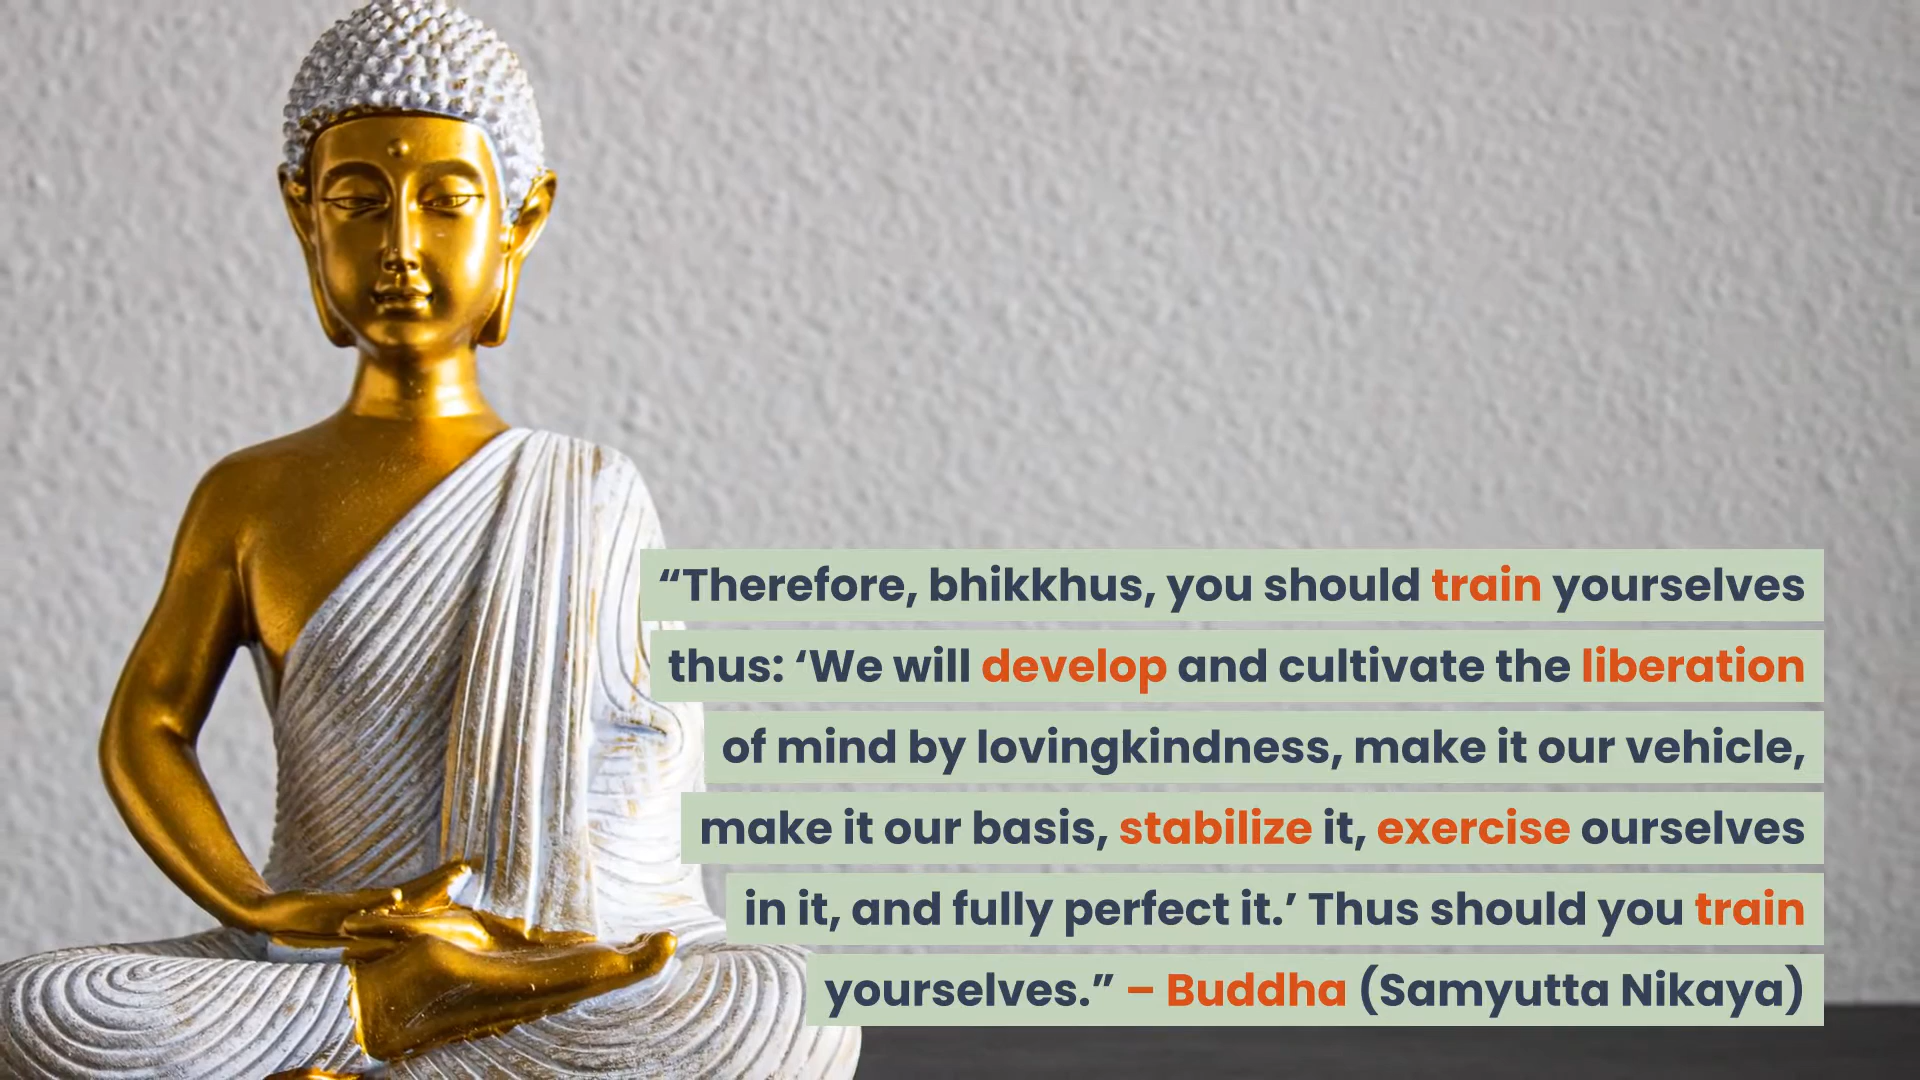 “Therefore, bhikkhus, you should train yourselves
thus: ‘We will develop and cultivate the liberation
of mind by lovingkindness, make it our vehicle,
make it our basis, stabilize it, exercise ourselves
in it, and fully perfect it.’ Thus should you train
yourselves.” – Buddha (Samyutta Nikaya)